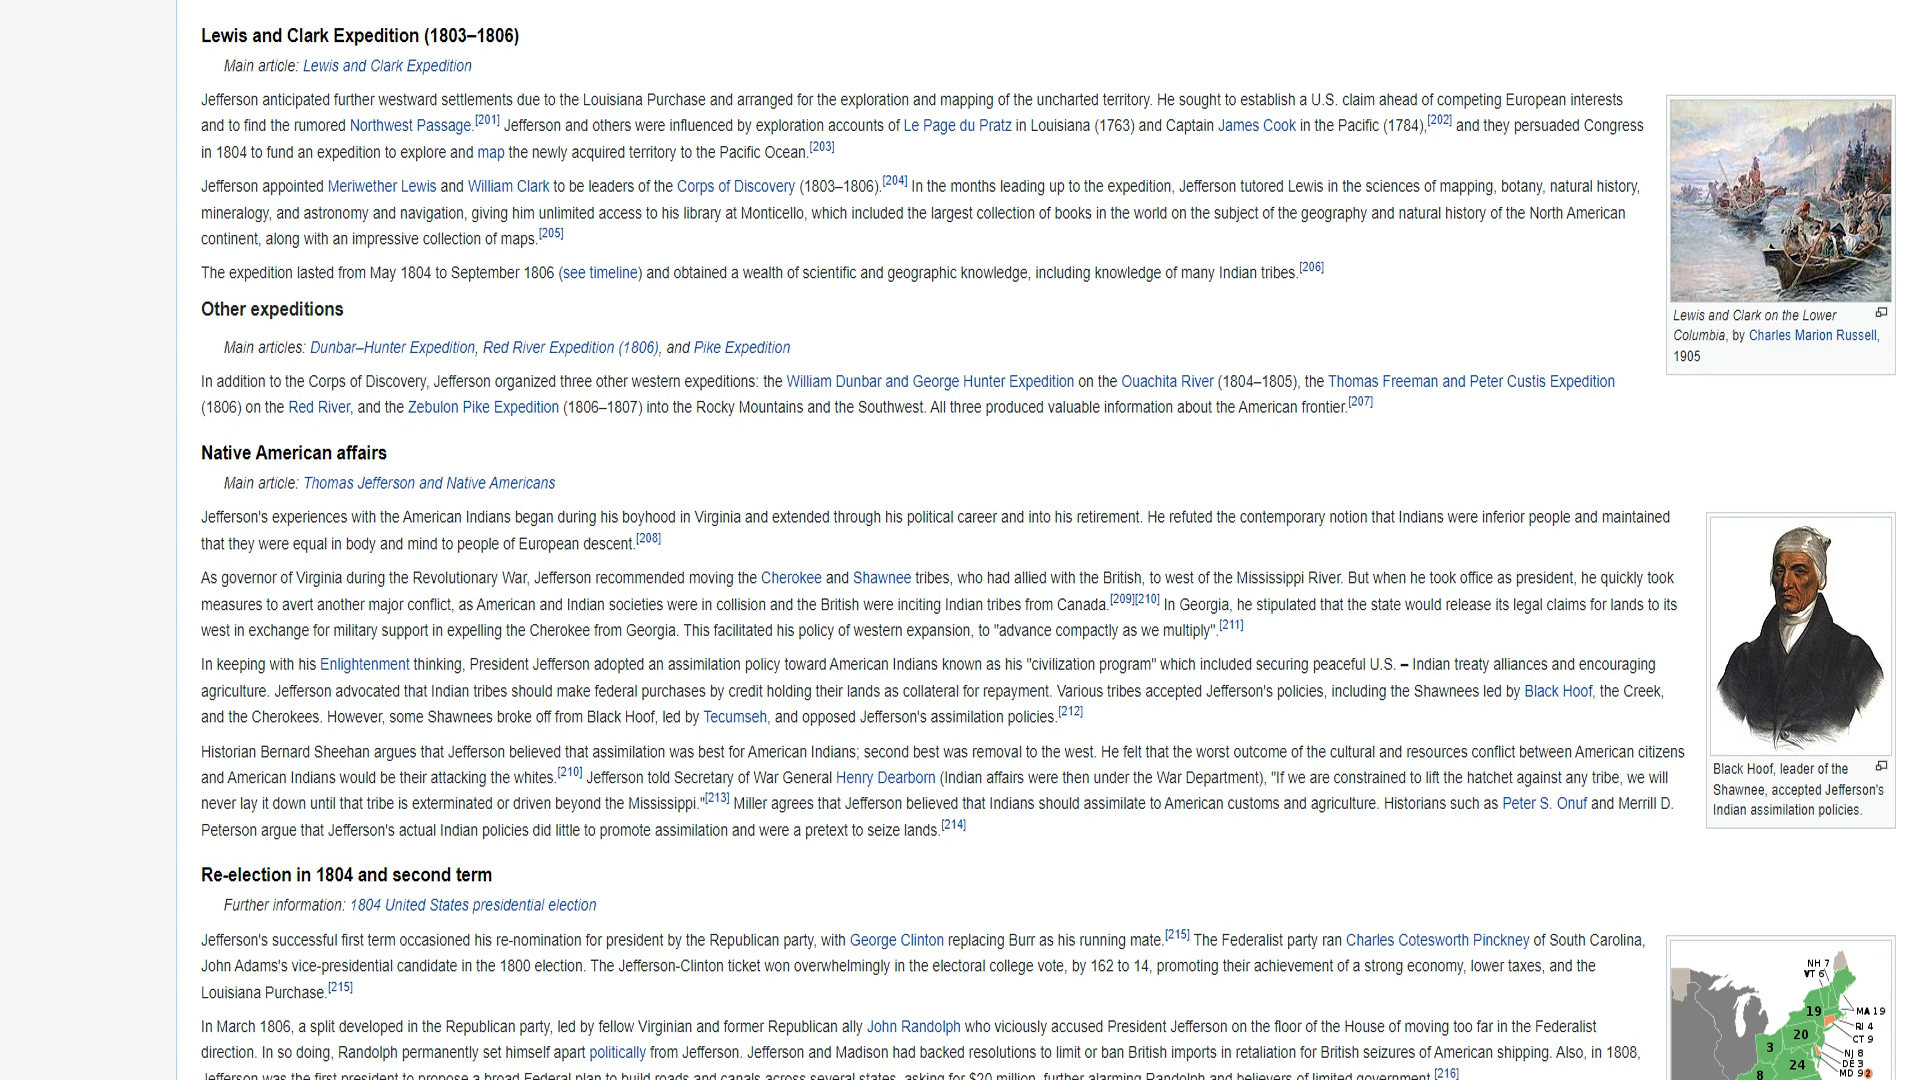 Lewis and Clark Expedition (1803–1806)
Main article: Lewis and Clark Expedition
Jefferson anticipated further westward settlements due to the Louisiana Purchase and arranged for the exploration and mapping of the uncharted territory. He sought to establish a U.S. claim ahead of competing European interests
and to find the rumored Northwest Passage.[201] Jefferson and others were influenced by exploration accounts of Le Page du Pratz in Louisiana (1763) and Captain James Cook in the Pacific (1784),[202] and they persuaded Congress
in 1804 to fund an expedition to explore and map the newly acquired territory to the Pacific Ocean.[203]
Jefferson appointed Meriwether Lewis and William Clark to be leaders of the Corps of Discovery (1803–1806).[204] In the months leading up to the expedition, Jefferson tutored Lewis in the sciences of mapping, botany, natural history,
mineralogy, and astronomy and navigation, giving him unlimited access to his library at Monticello, which included the largest collection of books in the world on the subject of the geography and natural history of the North American
continent, along with an impressive collection of maps.[205]
The expedition lasted from May 1804 to September 1806 (see timeline) and obtained a wealth of scientific and geographic knowledge, including knowledge of many Indian tribes.[206]
Lewis and Clark on the Lower
Columbia, by Charles Marion Russell,
1905
Other expeditions
Main articles: Dunbar–Hunter Expedition, Red River Expedition (1806), and Pike Expedition
In addition to the Corps of Discovery, Jefferson organized three other western expeditions: the William Dunbar and George Hunter Expedition on the Ouachita River (1804–1805), the Thomas Freeman and Peter Custis Expedition
(1806) on the Red River, and the Zebulon Pike Expedition (1806–1807) into the Rocky Mountains and the Southwest. All three produced valuable information about the American frontier.[207]
Native American affairs
Main article: Thomas Jefferson and Native Americans
Jefferson's experiences with the American Indians began during his boyhood in Virginia and extended through his political career and into his retirement. He refuted the contemporary notion that Indians were inferior people and maintained
that they were equal in body and mind to people of European descent.[208]
As governor of Virginia during the Revolutionary War, Jefferson recommended moving the Cherokee and Shawnee tribes, who had allied with the British, to west of the Mississippi River. But when he took office as president, he quickly took
measures to avert another major conflict, as American and Indian societies were in collision and the British were inciting Indian tribes from Canada.[209][210] In Georgia, he stipulated that the state would release its legal claims for lands to its
west in exchange for military support in expelling the Cherokee from Georgia. This facilitated his policy of western expansion, to "advance compactly as we multiply".[211]
In keeping with his Enlightenment thinking, President Jefferson adopted an assimilation policy toward American Indians known as his "civilization program" which included securing peaceful U.S. – Indian treaty alliances and encouraging
agriculture. Jefferson advocated that Indian tribes should make federal purchases by credit holding their lands as collateral for repayment. Various tribes accepted Jefferson's policies, including the Shawnees led by Black Hoof, the Creek,
and the Cherokees. However, some Shawnees broke off from Black Hoof, led by Tecumseh, and opposed Jefferson's assimilation policies.[212]
Historian Bernard Sheehan argues that Jefferson believed that assimilation was best for American Indians; second best was removal to the west. He felt that the worst outcome of the cultural and resources conflict between American citizens
and American Indians would be their attacking the whites.[210] Jefferson told Secretary of War General Henry Dearborn (Indian affairs were then under the War Department), "If we are constrained to lift the hatchet against any tribe, we will
never lay it down until that tribe is exterminated or driven beyond the Mississippi."[213] Miller agrees that Jefferson believed that Indians should assimilate to American customs and agriculture. Historians such as Peter S. Onuf and Merrill D.
Peterson argue that Jefferson's actual Indian policies did little to promote assimilation and were a pretext to seize lands.[214]
Black Hoof, leader of the
Shawnee, accepted Jefferson's
Indian assimilation policies.
Re-election in 1804 and second term
Further information: 1804 United States presidential election
Jefferson's successful first term occasioned his re-nomination for president by the Republican party, with George Clinton replacing Burr as his running mate.[215] The Federalist party ran Charles Cotesworth Pinckney of South Carolina,
John Adams's vice-presidential candidate in the 1800 election. The Jefferson-Clinton ticket won overwhelmingly in the electoral college vote, by 162 to 14, promoting their achievement of a strong economy, lower taxes, and the
Louisiana Purchase.[215]
In March 1806, a split developed in the Republican party, led by fellow Virginian and former Republican ally John Randolph who viciously accused President Jefferson on the floor of the House of moving too far in the Federalist
direction. In so doing, Randolph permanently set himself apart politically from Jefferson. Jefferson and Madison had backed resolutions to limit or ban British imports in retaliation for British seizures of American shipping. Also, in 1808,
Jefferson was the first president to propose a broad Federal plan to build roads and canals across several states, asking for $20 million, further alarming Randolph and believers of limited government.[216]
NH 7
VT 6
MA 19
19
RI 4
CT 9
20
3
NJ 8
DE 3
24
MD 9 2
8